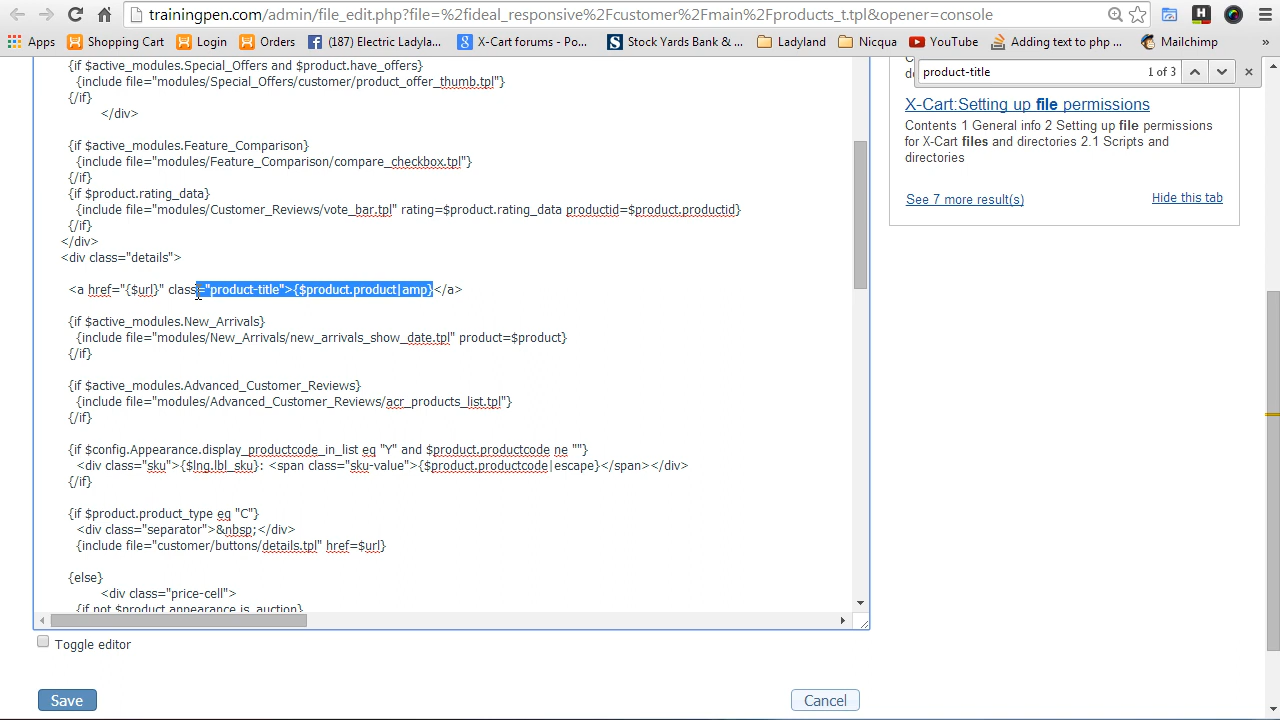 trainingpen.com/admin/file_edit.php?file=%2Fideal_responsive%2Fcustomer%2Fmain%2Fproducts_t.tpl&opener=console
Apps Shopping Cart Login Orders (187) Electric Ladyla... X-Cart forums - Po... Stock Yards Bank & ... Ladyland Nicqua YouTube Adding text to php ... Mailchimp »
product-title 1 of 3
{if $active_modules.Special_Offers and $product.have_offers}
{include file="modules/Special_Offers/customer/product_offer_thumb.tpl"}
{/if}
</div>
{if $active_modules.Feature_Comparison}
{include file="modules/Feature_Comparison/compare_checkbox.tpl"}
{/if}
{if $product.rating_data}
{include file="modules/Customer_Reviews/vote_bar.tpl" rating=$product.rating_data productid=$product.productid}
{/if}
</div>
<div class="details">
<a href="{$url}" class="product-title">{$product.product|amp}</a>
{if $active_modules.New_Arrivals}
{include file="modules/New_Arrivals/new_arrivals_show_date.tpl" product=$product}
{/if}
{if $active_modules.Advanced_Customer_Reviews}
{include file="modules/Advanced_Customer_Reviews/acr_products_list.tpl"}
{/if}
{if $config.Appearance.display_productcode_in_list eq "Y" and $product.productcode ne ""}
<div class="sku">{$lng.lbl_sku}: <span class="sku-value">{$product.productcode|escape}</span></div>
{/if}
{if $product.product_type eq "C"}
<div class="separator">&nbsp;</div>
{include file="customer/buttons/details.tpl" href=$url}
{else}
<div class="price-cell">
{if not $product.appearance.is_auction}
Toggle editor
Save Cancel
X-Cart:Setting up file permissions
Contents 1 General info 2 Setting up file permissions
for X-Cart files and directories 2.1 Scripts and
directories
See 7 more result(s) Hide this tab